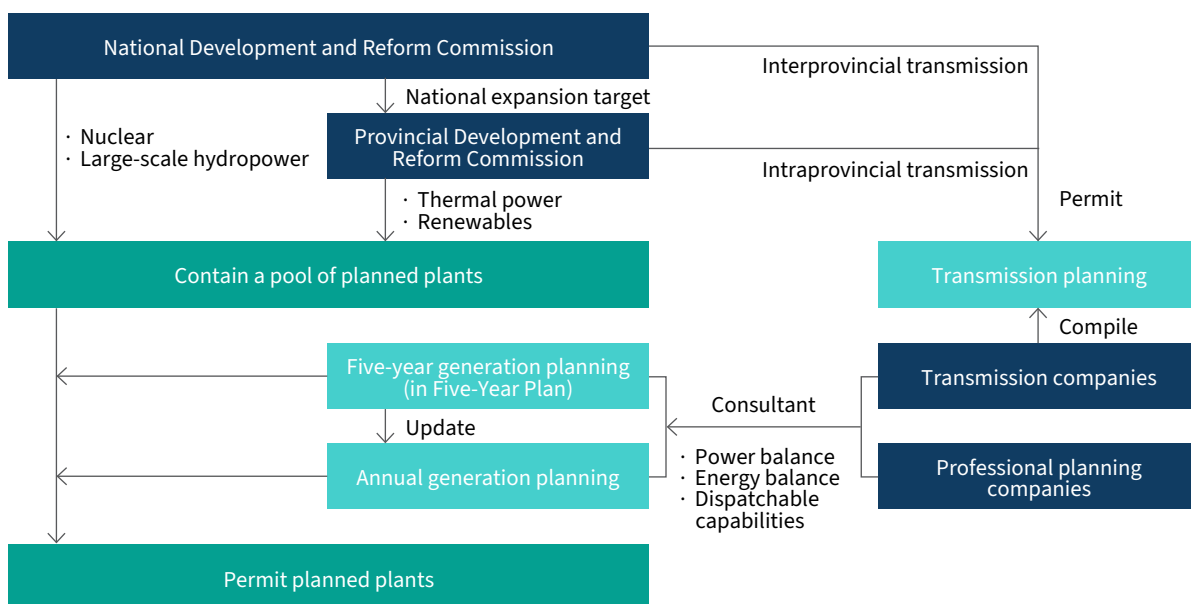 National Development and Reform Commission
Interprovincial transmission
National expansion target
· Nuclear
· Large-scale hydropower
Provincial Development and
Reform Commission
Intraprovincial transmission
· Thermal power
· Renewables
Permit
Contain a pool of planned plants
Transmission planning
Compile
Five-year generation planning
(in Five-Year Plan)
Transmission companies
Consultant
Update
· Power balance
· Energy balance
· Dispatchable
capabilities
Annual generation planning
Professional planning
companies
Permit planned plants